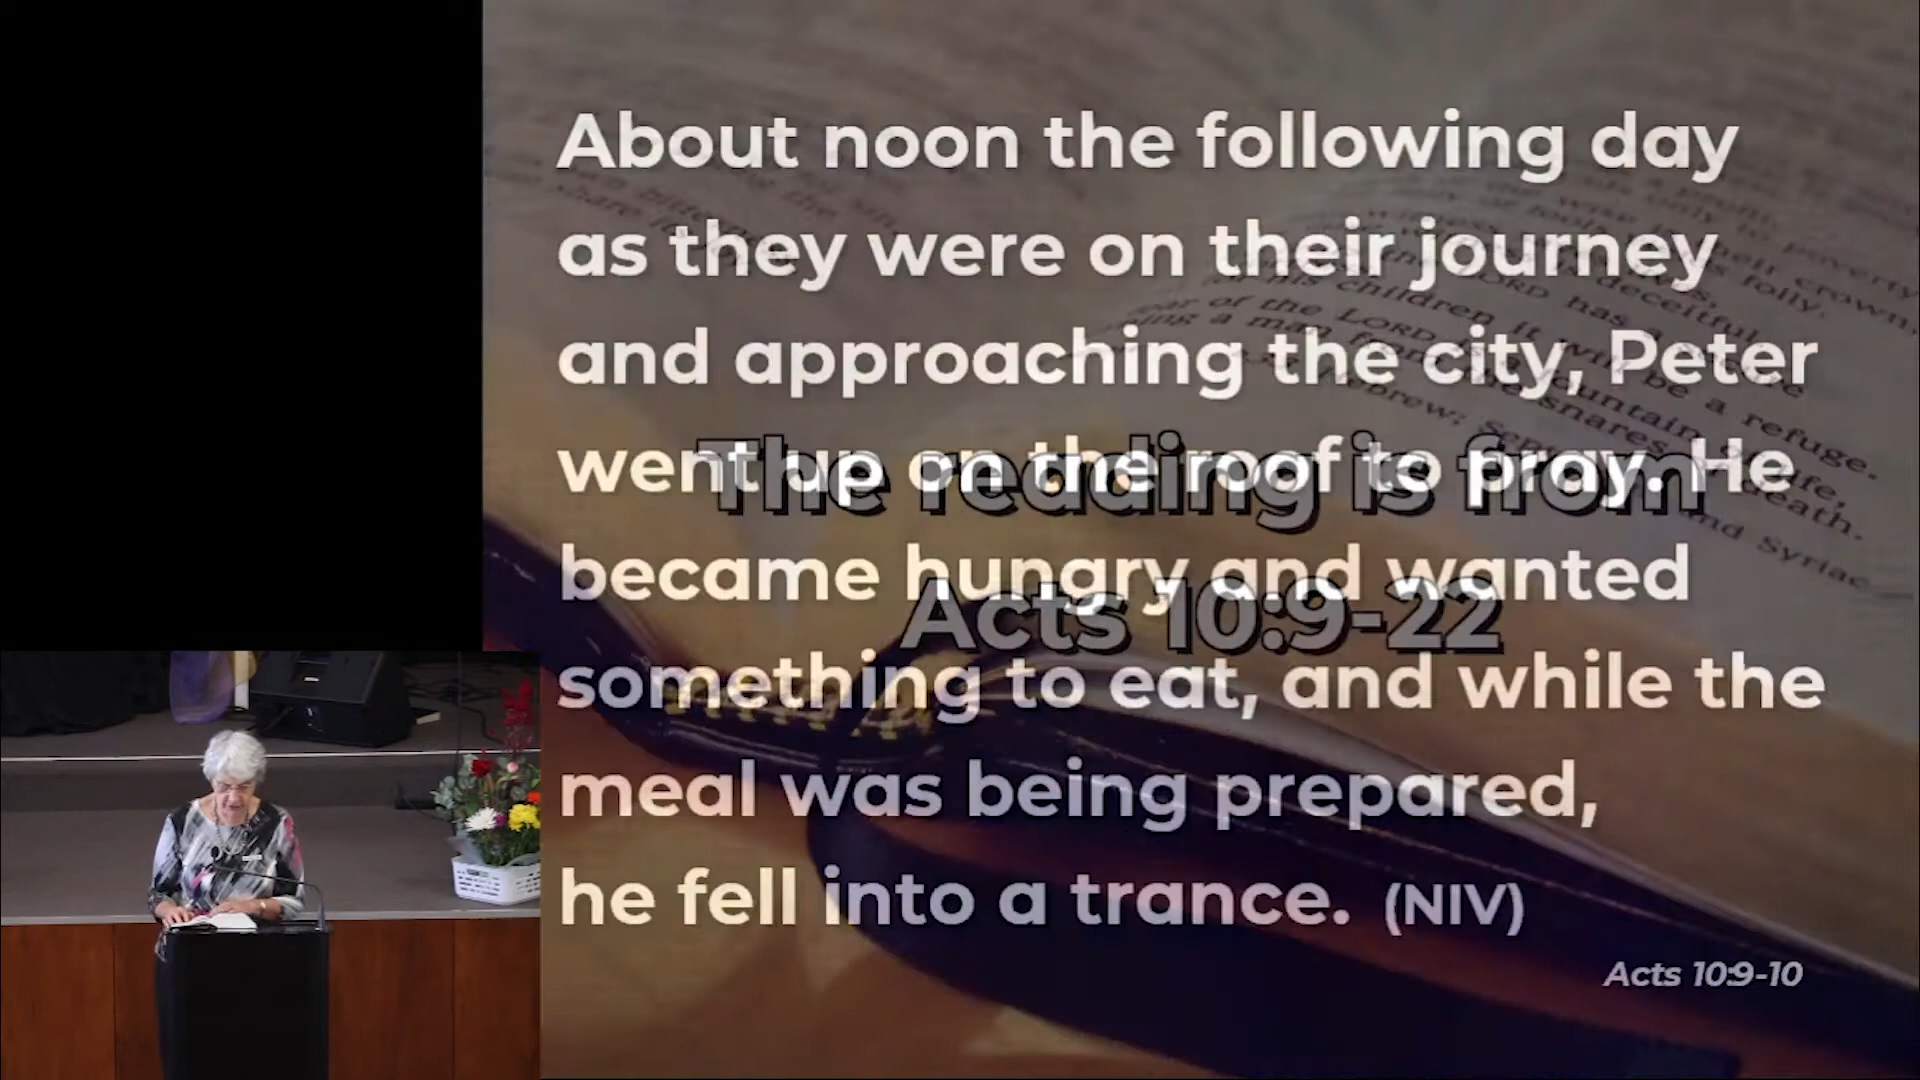 About noon the following day
as they were on their journey
and approaching the city, Peter
went up on the roof to pray. He
The reading is from
became hungry and wanted
Acts 10:9-22
something to eat, and while the
meal was being prepared,
he fell into a trance. (NIV)
Acts 10:9-10